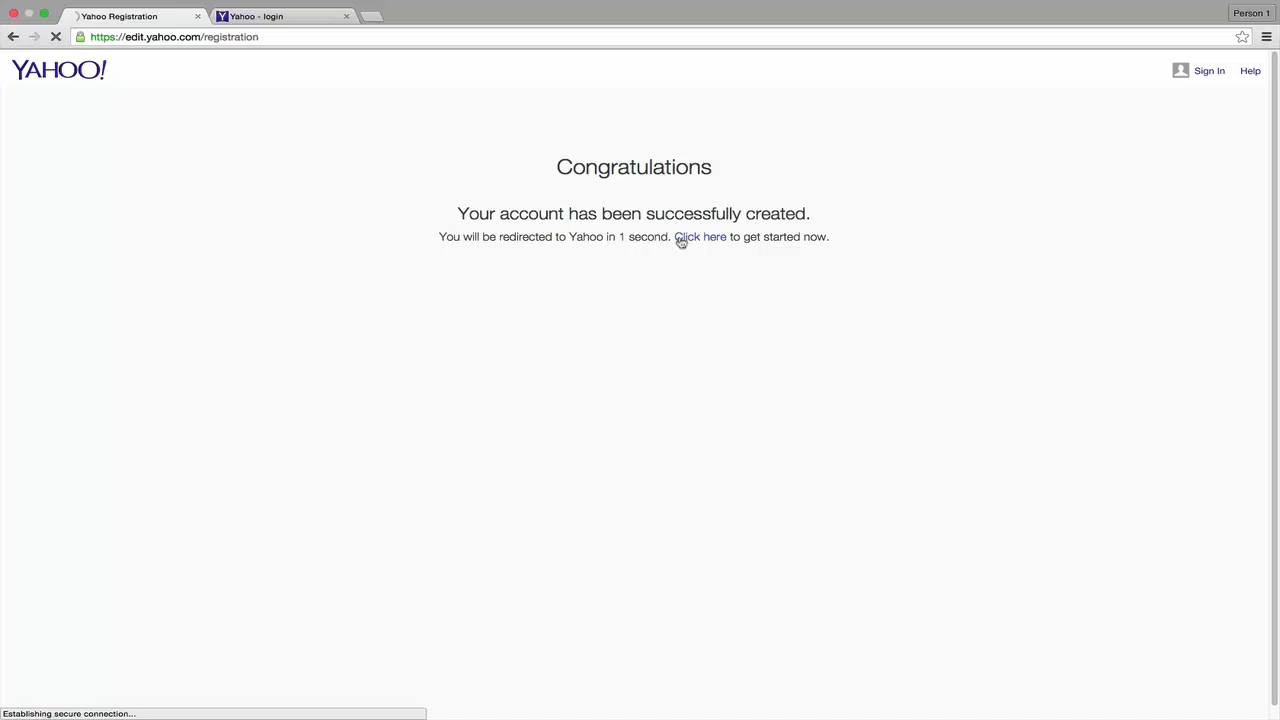 Yahoo Registration
Yahoo - login
Person 1
https://edit.yahoo.com/registration
YAHOO!
Sign In
Help
Congratulations
Your account has been successfully created.
You will be redirected to Yahoo in 1 second. Click here to get started now.
Establishing secure connection...